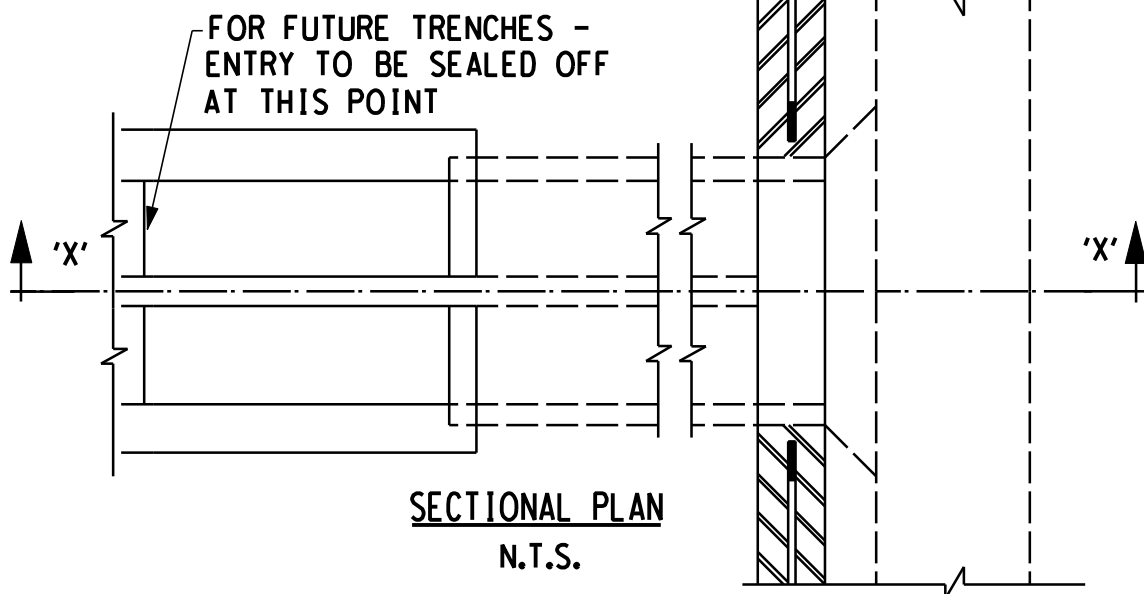 FOR FUTURE TRENCHES -
ENTRY TO BE SEALED OFF
AT THIS POINT
'X'
'X'
SECTIONAL PLAN
N.T.S.